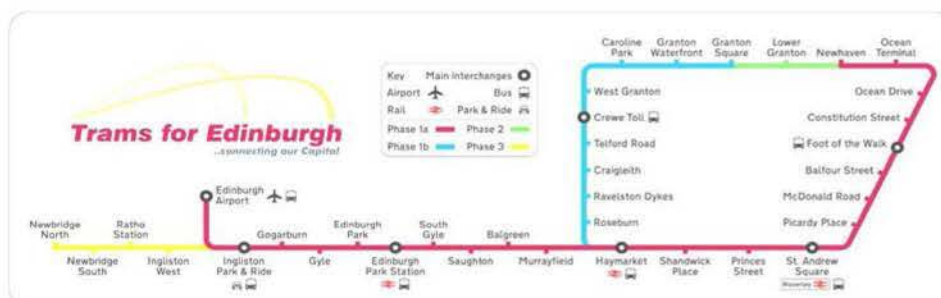 Trams for Edinburgh
..connecting our Capital
Key Main interchanges
Airport Bus
Rail Park & Ride
Phase 1a Phase 2
Phase 1b Phase 3
Caroline
Park
Granton
Waterfront
Granton
Square
Lower
Granton
Newhaven
Ocean
Terminal
West Granton
Crewe Toll
Telford Road
Craigleith
Ravelston Dykes
Roseburn
Ocean Drive
Constitution Street
Foot of the Walk
Balfour Street
McDonald Road
Picardy Place
Edinburgh
Airport
Newbridge
North
Ratho
Station
Gogarburn
Edinburgh
Park
South
Gyle
Balgreen
Newbridge
South
Ingliston
West
Ingliston
Park & Ride
Gyle
Edinburgh
Park Station
Saughton
Murrayfield
Haymarket
Shandwick
Place
Princes
Street
St. Andrew
Square
Waverley